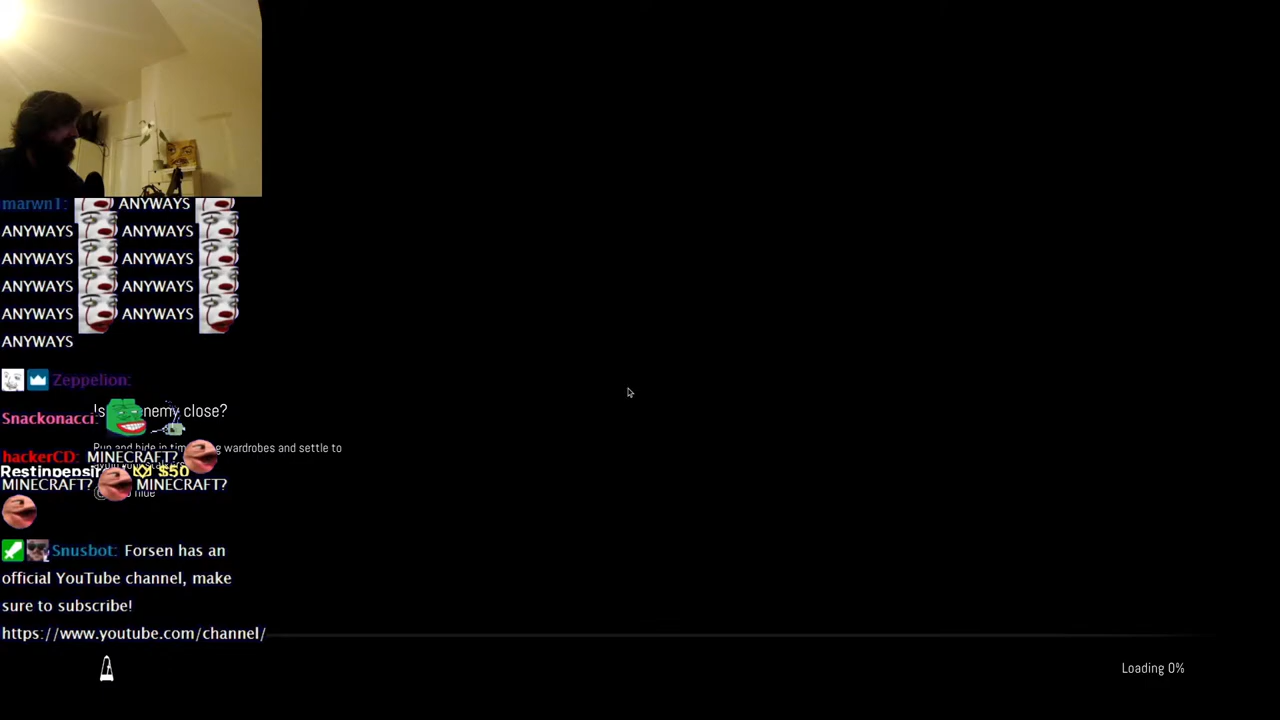 marwn1: ANYWAYS
ANYWAYS ANYWAYS
ANYWAYS ANYWAYS
ANYWAYS ANYWAYS
ANYWAYS ANYWAYS
ANYWAYS
Zeppelion:
Is enemy close?
Snackonacci:
Run and hide in wardrobes and settle to
hackerCD: MINECRAFT?
$50
MINECRAFT? MINECRAFT?
hide
Snusbot: Forsen has an
official YouTube channel, make
sure to subscribe!
https://www.youtube.com/channel/
Loading 0%